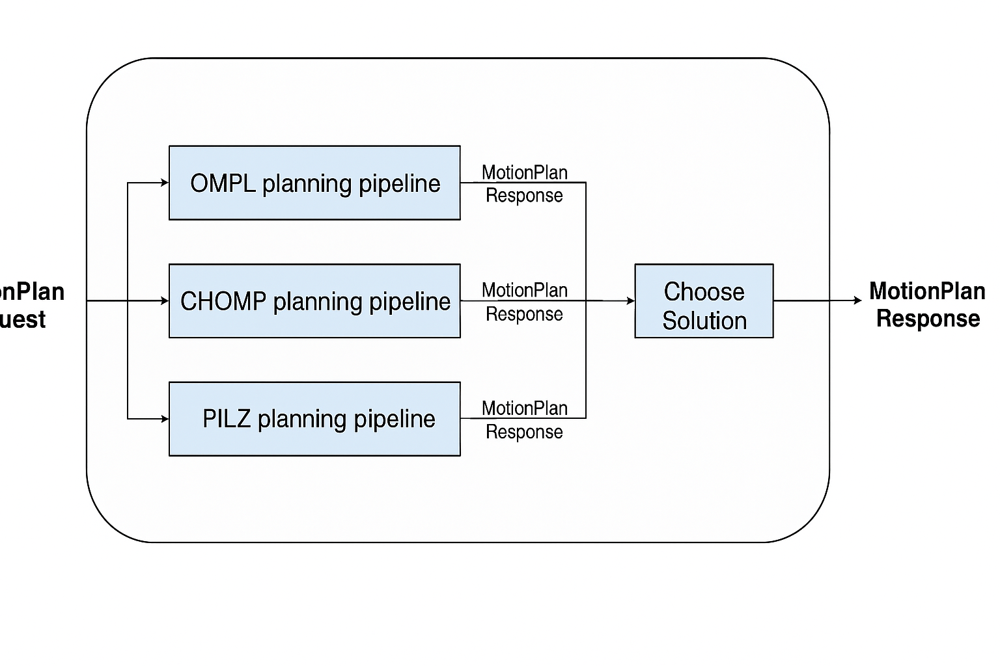 OMPL planning pipeline
MotionPlan
Response
onPlan
uest
CHOMP planning pipeline
MotionPlan
Response
Choose
Solution
MotionPlan
Response
PILZ planning pipeline
MotionPlan
Response